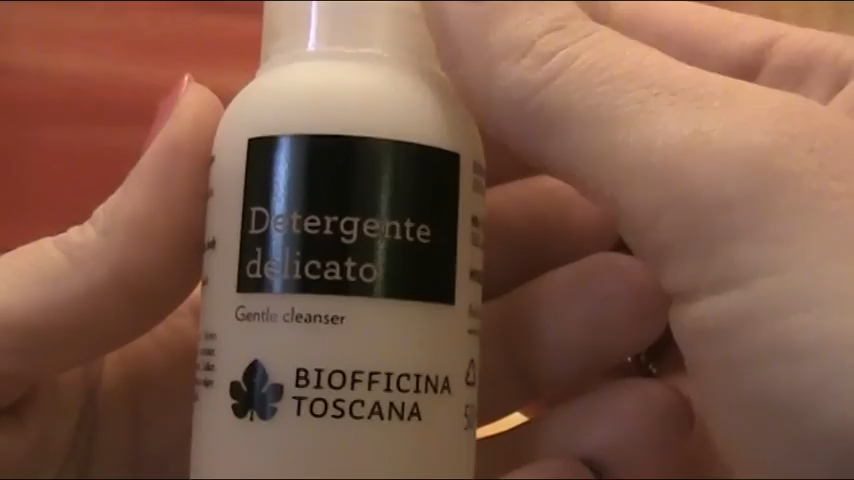 Detergente
delicato
Gentle cleanser
BIOFFICINA
TOSCANA